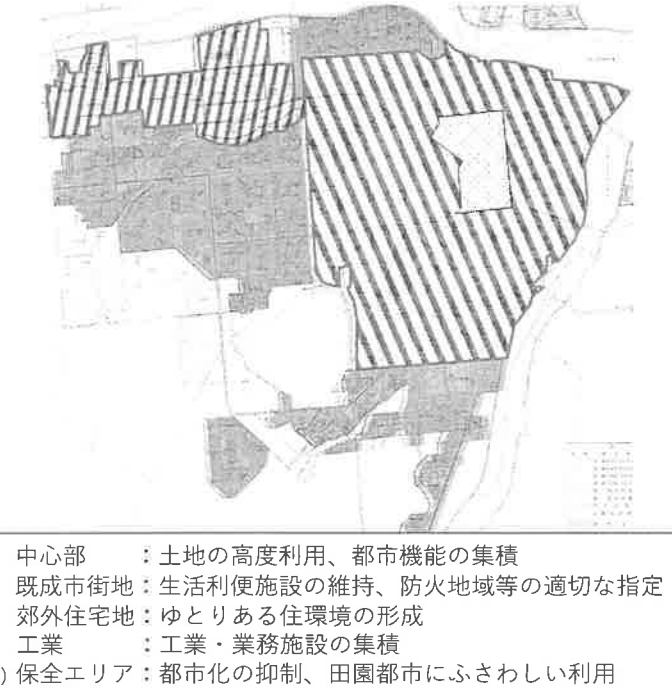 中心部　　：土地の高度利用、都市機能の集積
既成市街地：生活利便施設の維持、防火地域等の適切な指定
郊外住宅地：ゆとりある住環境の形成
工業　　　：工業・業務施設の集積
）保全エリア：都市化の抑制、田園都市にふさわしい利用